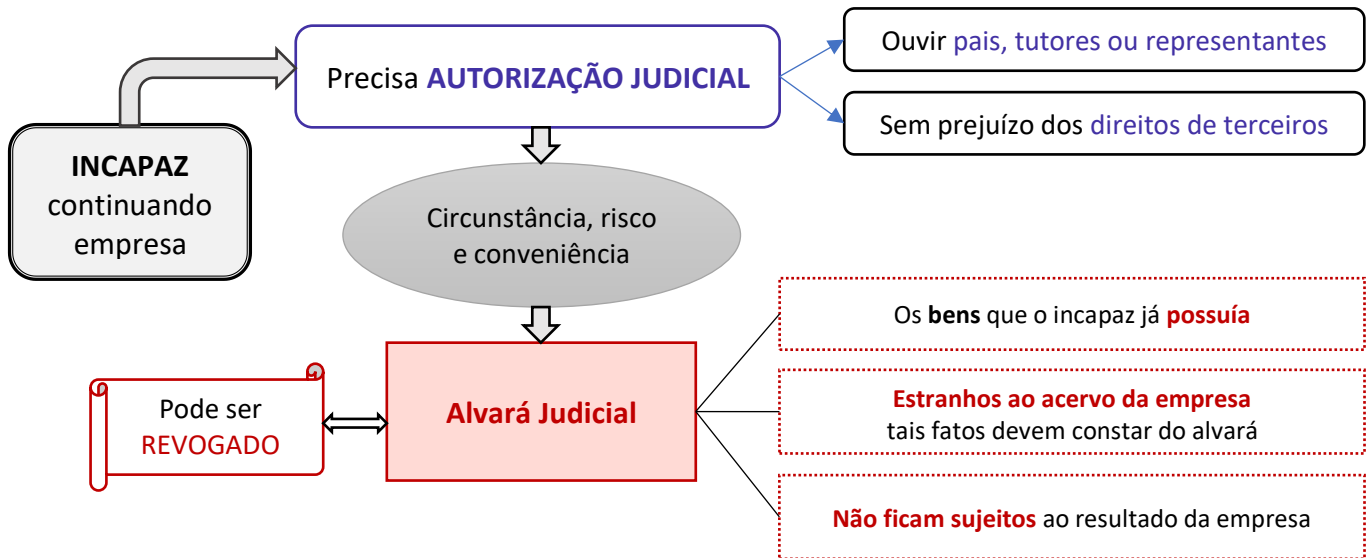 INCAPAZ
continuando
empresa
Precisa AUTORIZAÇÃO JUDICIAL
Ouvir pais, tutores ou representantes
Sem prejuízo dos direitos de terceiros
Circunstância, risco
e conveniência
Alvará Judicial
Pode ser
REVOGADO
Os bens que o incapaz já possuía
Estranhos ao acervo da empresa
tais fatos devem constar do alvará
Não ficam sujeitos ao resultado da empresa